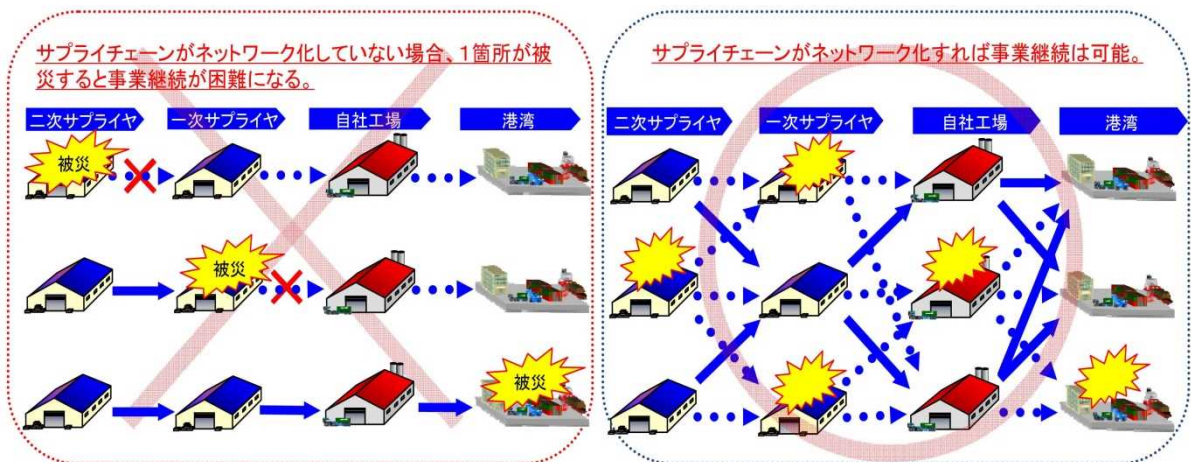 サプライチェーンがネットワーク化していない場合、1箇所が被
災すると事業継続が困難になる。
二次サプライヤ
一次サプライヤ
自社工場
港湾
被災
被災
被災
サプライチェーンがネットワーク化すれば事業継続は可能。
二次サプライヤ
一次サプライヤ
自社工場
港湾